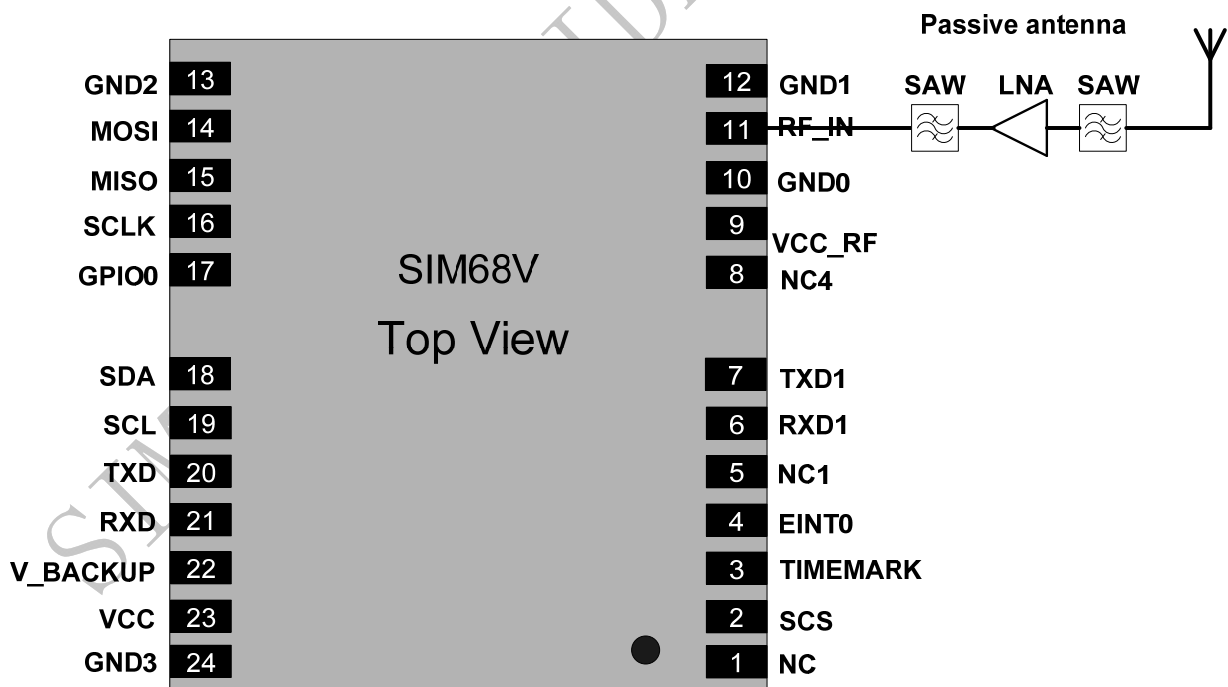 Passive antenna
SAW LNA SAW
GND2 13
MOSI 14
MISO 15
SCLK 16
GPIO0 17
SDA 18
SCL 19
TXD 20
RXD 21
V_BACKUP 22
VCC 23
GND3 24
SIM68V
Top View
12 GND1
11 RF_IN
10 GND0
9 VCC_RF
8 NC4
7 TXD1
6 RXD1
5 NC1
4 EINT0
3 TIMEMARK
2 SCS
1 NC